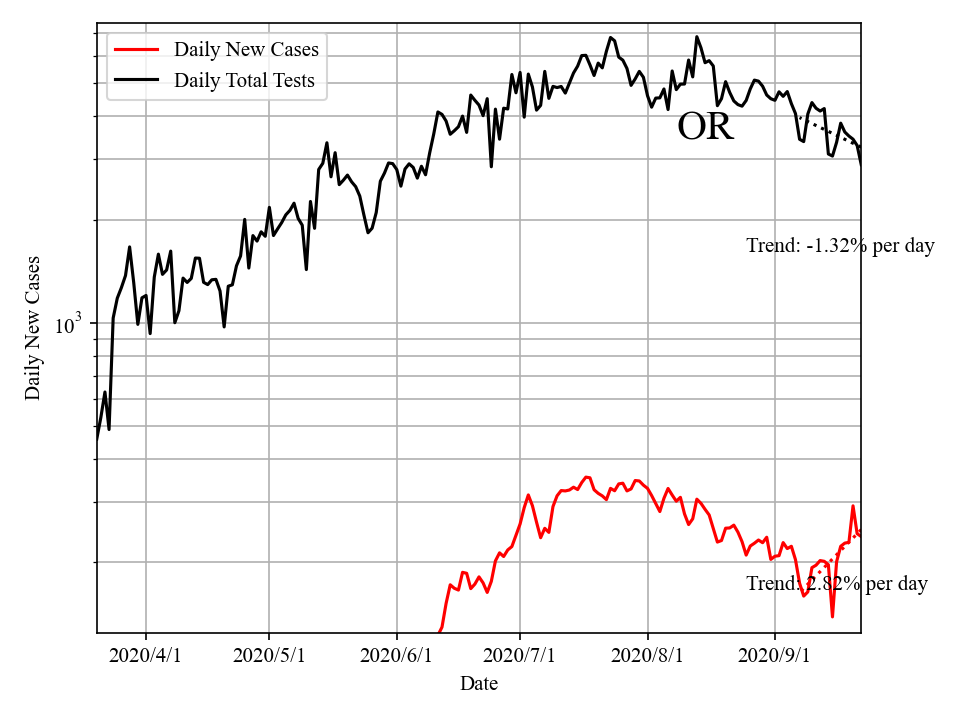 Daily New Cases
Daily Total Tests
OR
Trend: -1.32% per day
Daily New Cases
10³
Trend: 2.82% per day
2020/4/1 2020/5/1 2020/6/1 2020/7/1 2020/8/1 2020/9/1
Date